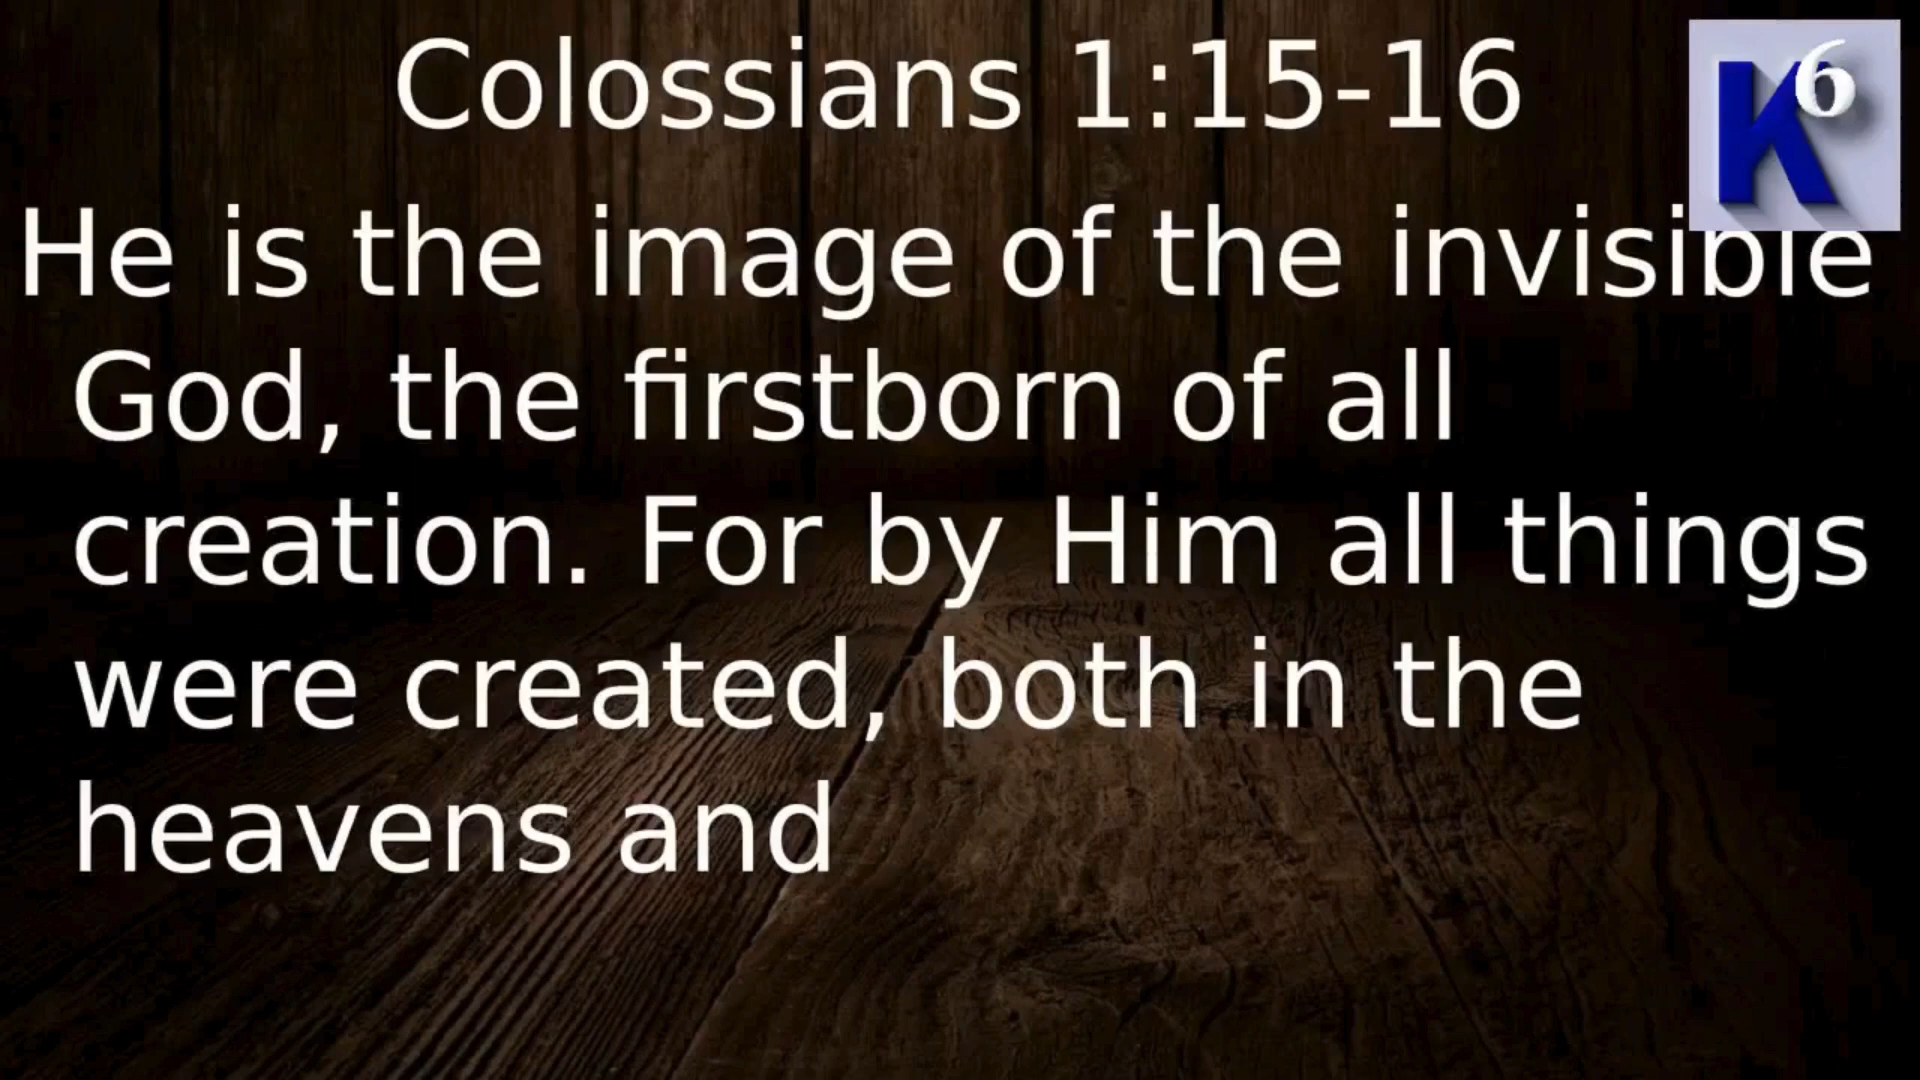 Colossians 1:15-16
K6
He is the image of the invisible
God, the firstborn of all
creation. For by Him all things
were created, both in the
heavens and